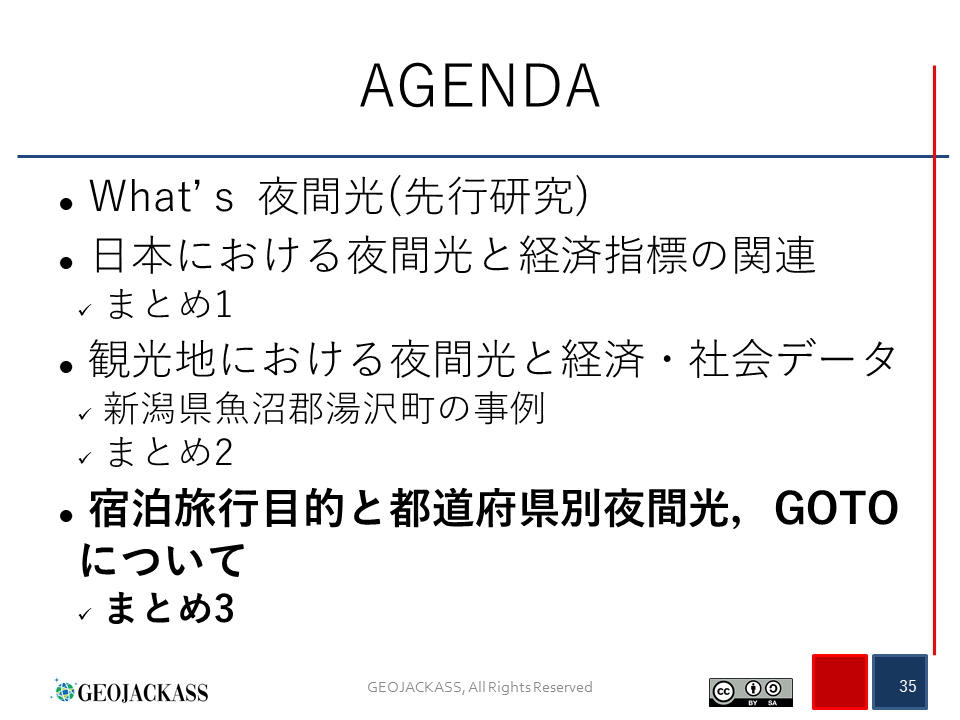 AGENDA
What’s 夜間光(先行研究)
日本における夜間光と経済指標の関連
まとめ1
観光地における夜間光と経済・社会データ
新潟県魚沼郡湯沢町の事例
まとめ2
宿泊旅行目的と都道府県別夜間光，GOTO
について
まとめ3
GEOJACKASS
GEOJACKASS, All Rights Reserved
cc BY SA
35